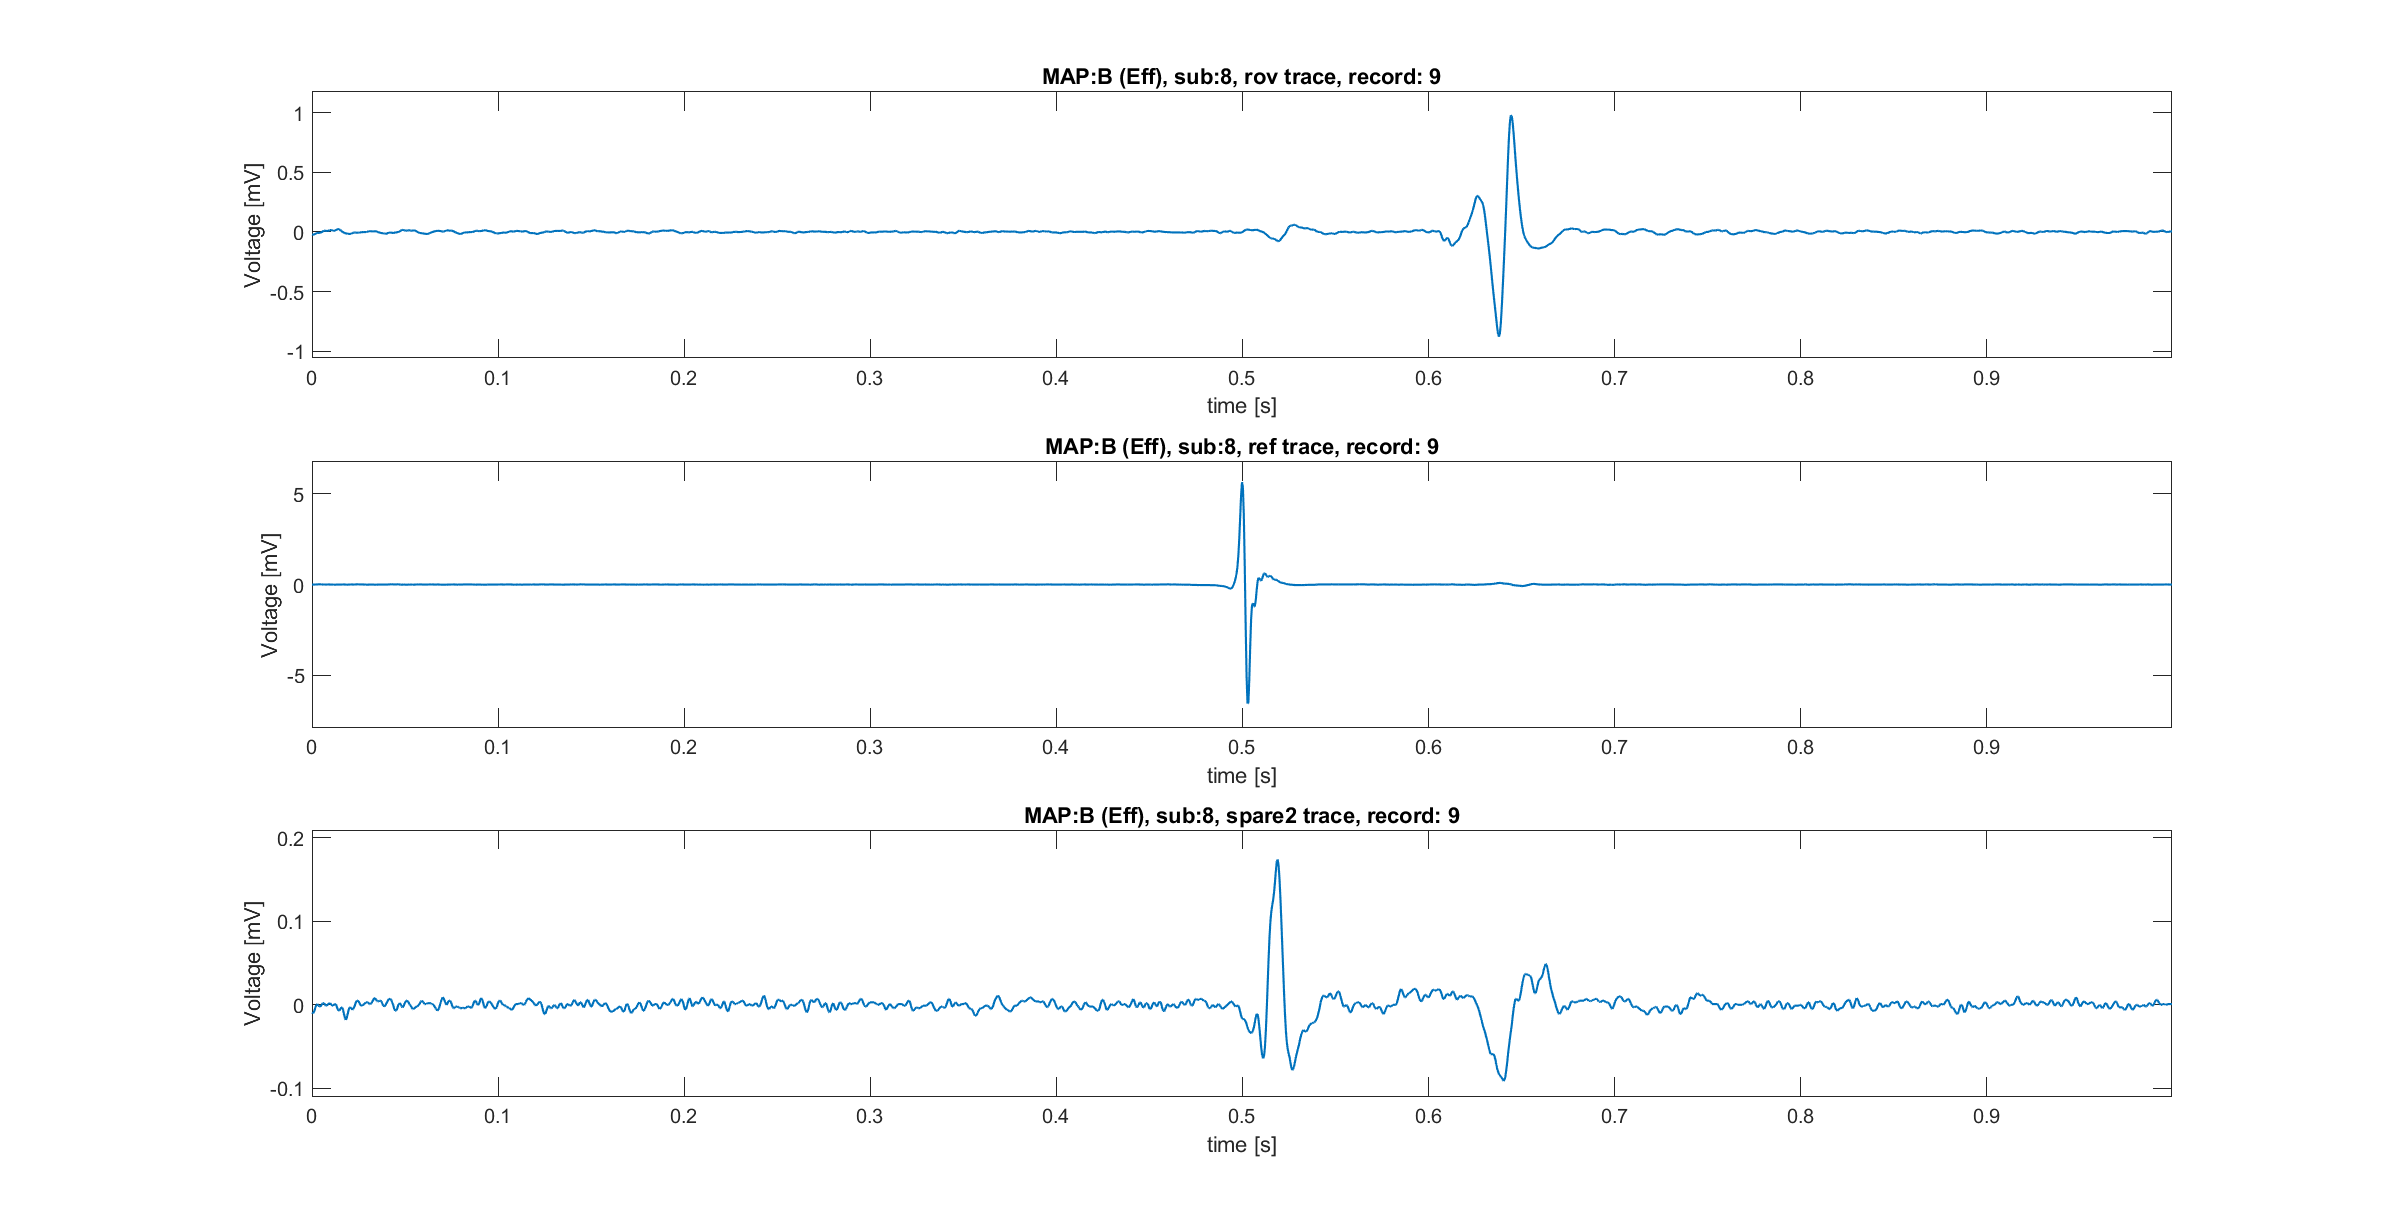 MAP:B (Eff), sub:8, rov trace, record: 9
Voltage [mV]
1
0.5
0
-0.5
-1
0 0.1 0.2 0.3 0.4 0.5 0.6 0.7 0.8 0.9
time [s]
MAP:B (Eff), sub:8, ref trace, record: 9
Voltage [mV]
5
0
-5
0 0.1 0.2 0.3 0.4 0.5 0.6 0.7 0.8 0.9
time [s]
MAP:B (Eff), sub:8, spare2 trace, record: 9
Voltage [mV]
0.2
0.1
0
-0.1
0 0.1 0.2 0.3 0.4 0.5 0.6 0.7 0.8 0.9
time [s]